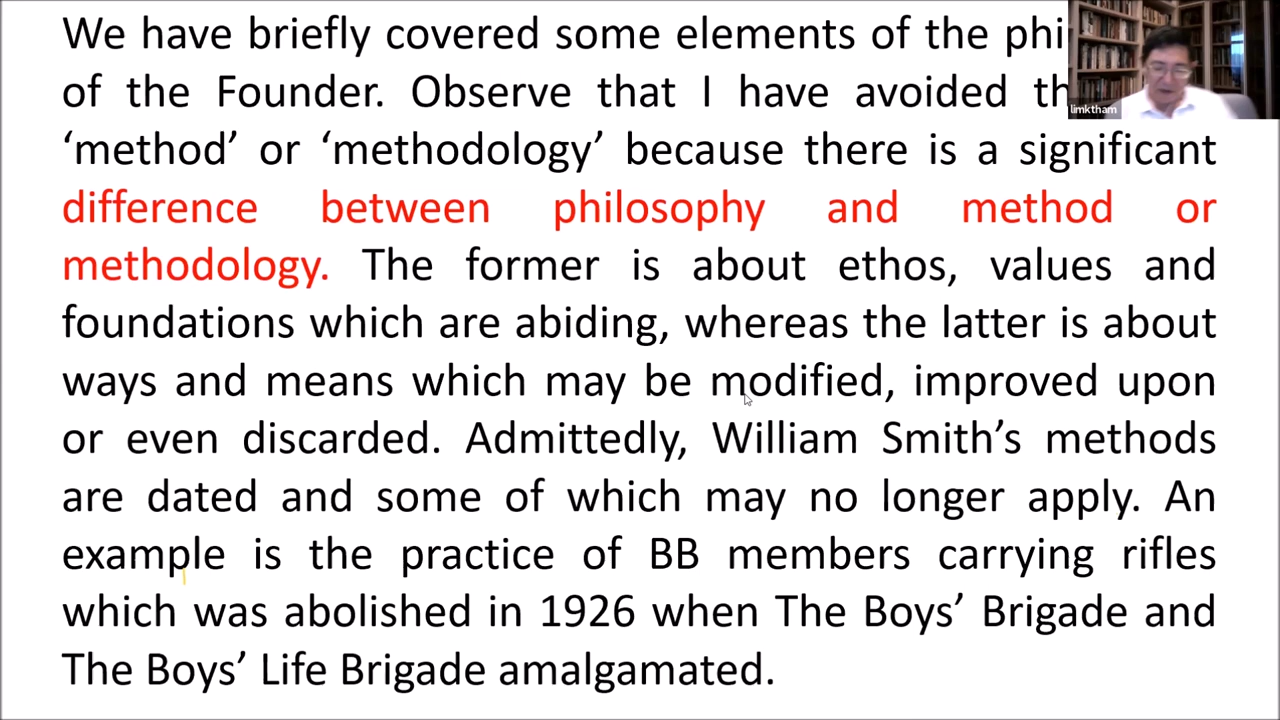 We have briefly covered some elements of the phi
of the Founder. Observe that I have avoided th
limktham
‘method’ or ‘methodology’ because there is a significant
difference between philosophy and method or
methodology. The former is about ethos, values and
foundations which are abiding, whereas the latter is about
ways and means which may be modified, improved upon
or even discarded. Admittedly, William Smith’s methods
are dated and some of which may no longer apply. An
example is the practice of BB members carrying rifles
which was abolished in 1926 when The Boys’ Brigade and
The Boys’ Life Brigade amalgamated.